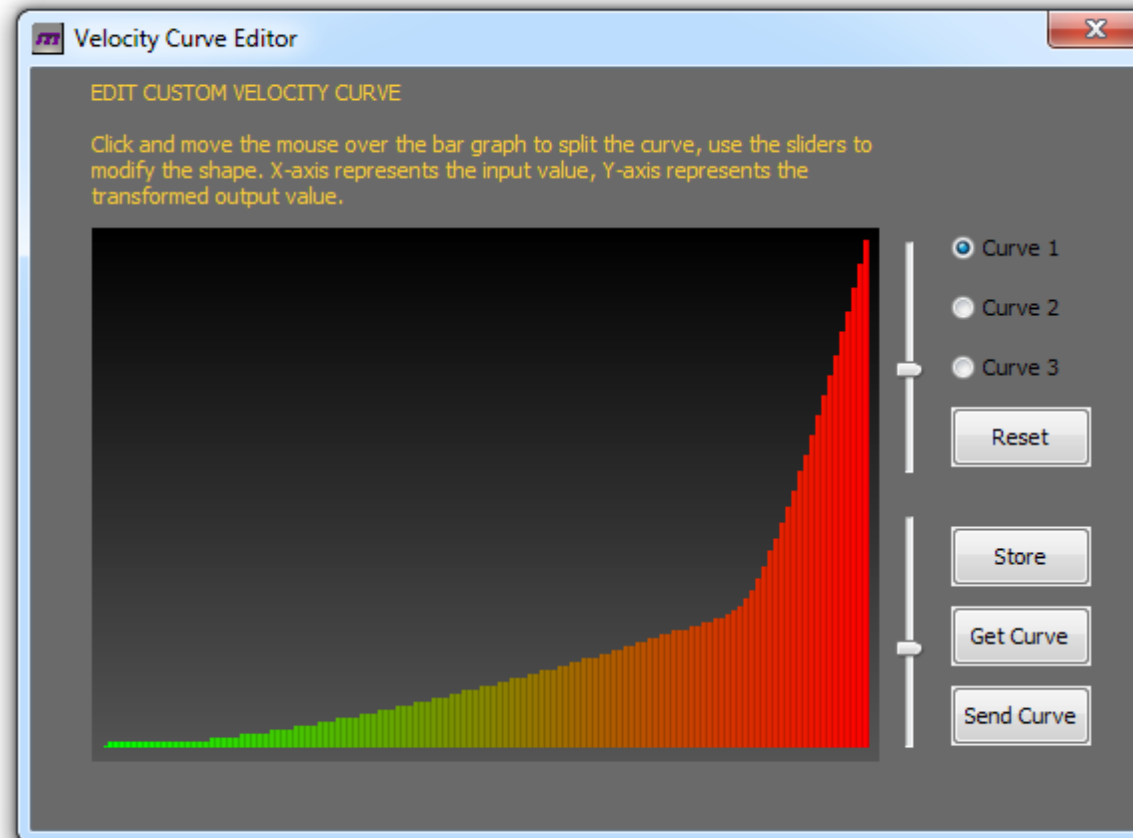 Velocity Curve Editor
EDIT CUSTOM VELOCITY CURVE
Click and move the mouse over the bar graph to split the curve, use the sliders to
modify the shape. X-axis represents the input value, Y-axis represents the
transformed output value.
Curve 1
Curve 2
Curve 3
Reset
Store
Get Curve
Send Curve